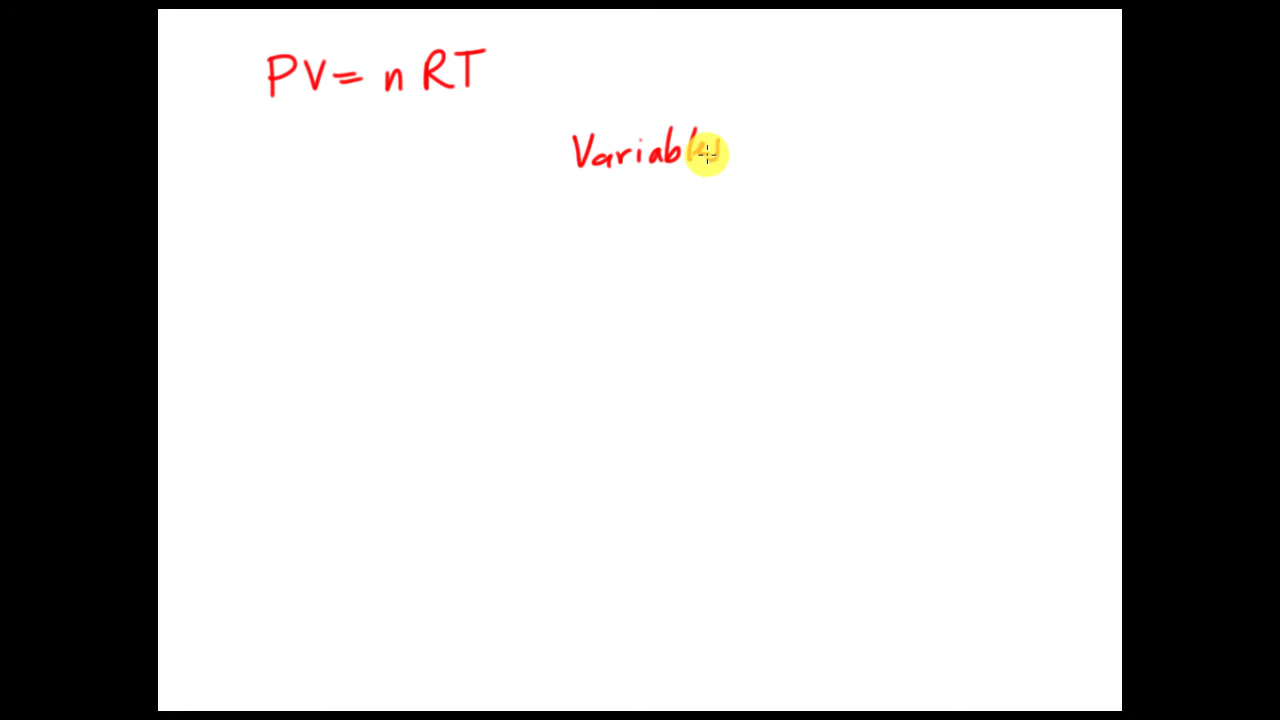 PV = nRT
Variables